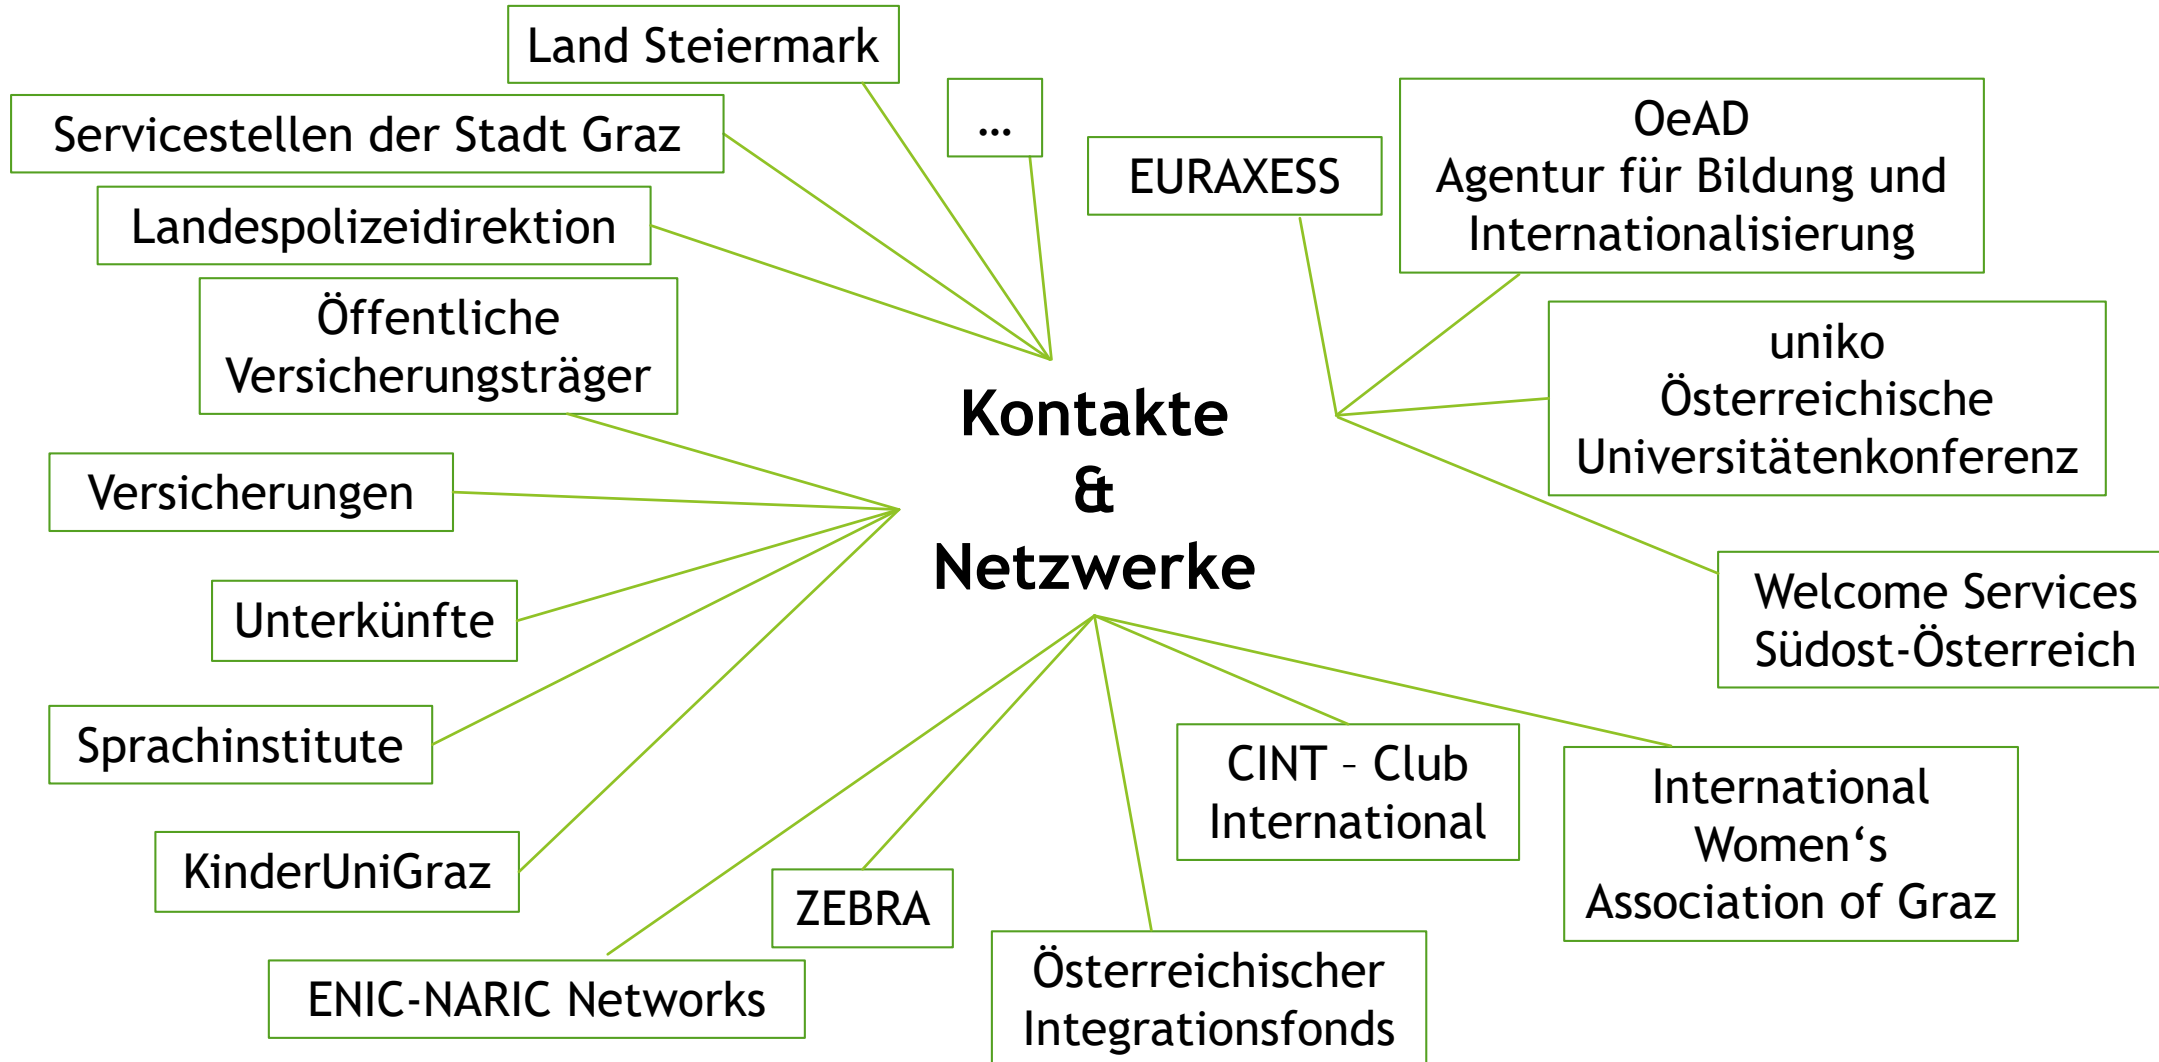 Land Steiermark
...
Servicestellen der Stadt Graz
EURAXESS
OeAD
Agentur für Bildung und
Internationalisierung
Landespolizeidirektion
Öffentliche
Versicherungsträger
uniko
Österreichische
Universitätenkonferenz
Kontakte
&
Netzwerke
Versicherungen
Unterkünfte
Welcome Services
Südost-Österreich
Sprachinstitute
CINT – Club
International
International
Women‘s
Association of Graz
KinderUniGraz
ZEBRA
ENIC-NARIC Networks
Österreichischer
Integrationsfonds